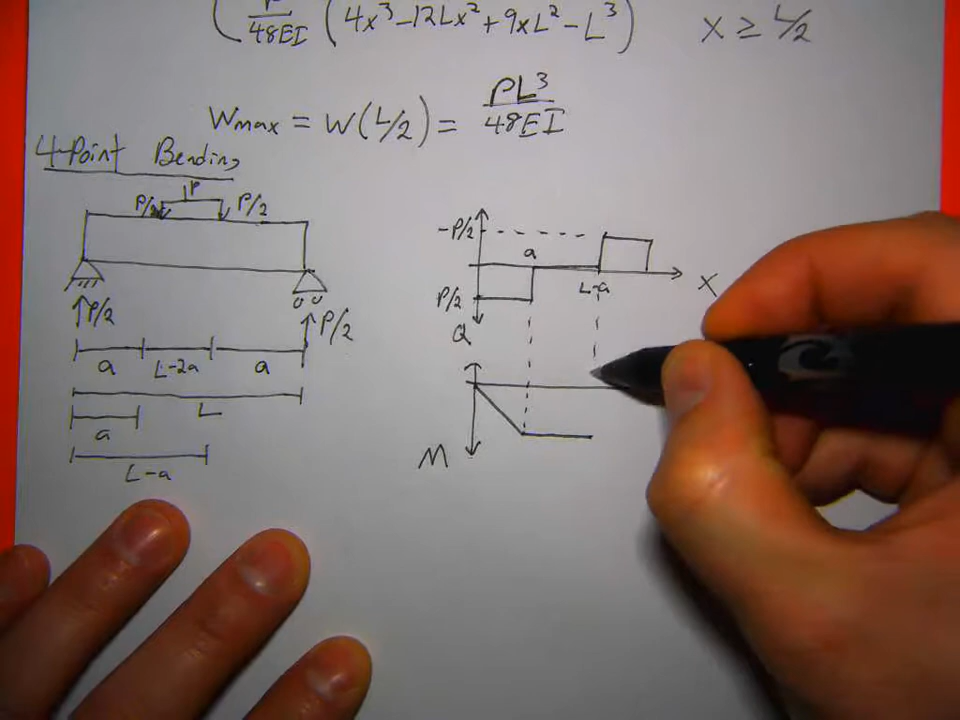 P/48EI (4x³-12Lx²+9xL²-L³) x ≥ L/2
Wmax = W(L/2) = PL³/48EI
4-Point Bending
P
P/2 P/2
P/2
P/2
a L-2a a
L
a
L-a
-P/2
a
L-a
X
P/2
Q
M